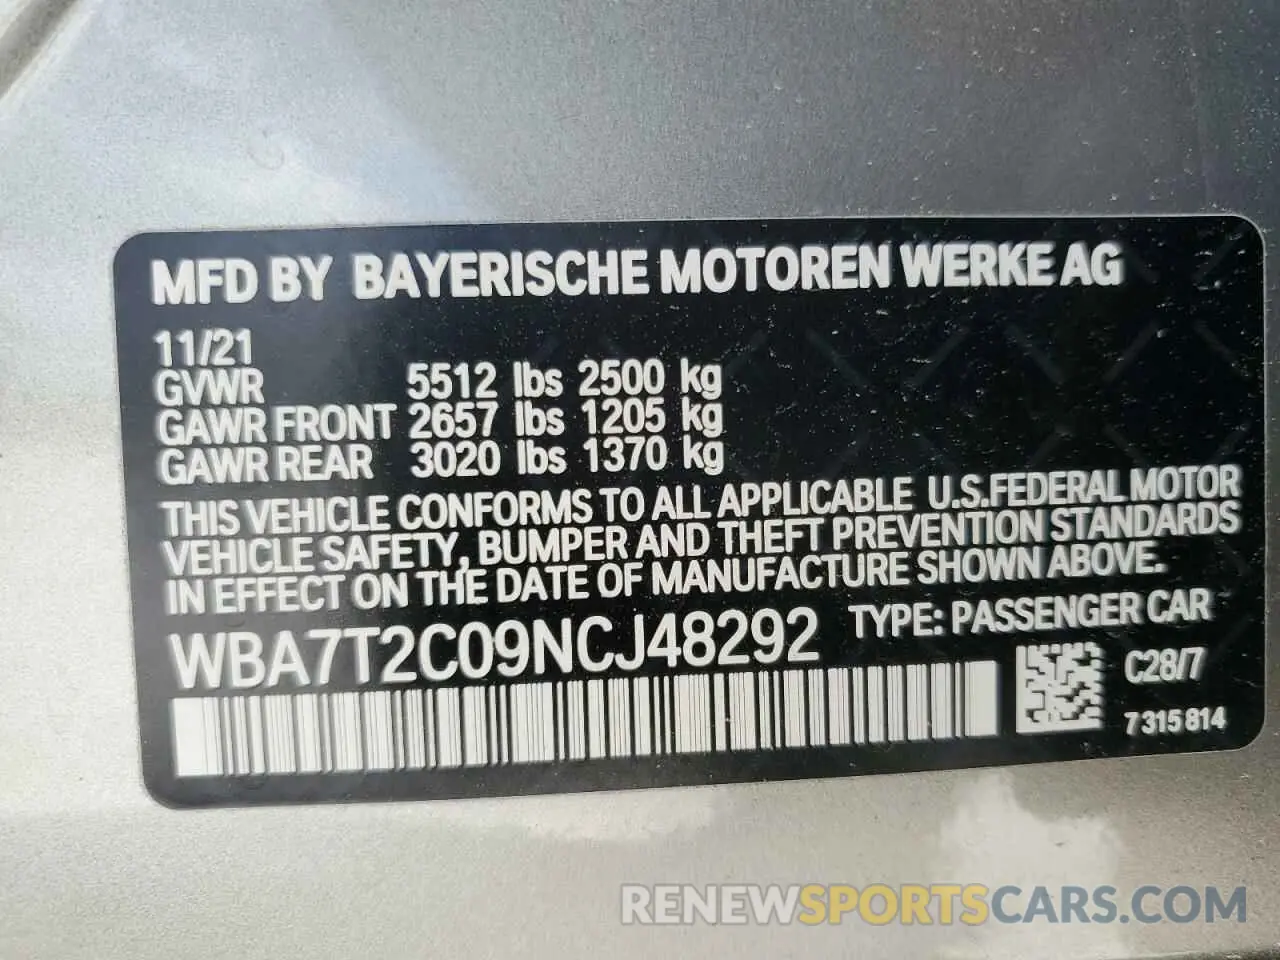 MFD BY BAYERISCHE MOTOREN WERKE AG
11/21
GVWR 5512 lbs 2500 kg
GAWR FRONT 2657 lbs 1205 kg
GAWR REAR 3020 lbs 1370 kg
THIS VEHICLE CONFORMS TO ALL APPLICABLE U.S.FEDERAL MOTOR
VEHICLE SAFETY, BUMPER AND THEFT PREVENTION STANDARDS
IN EFFECT ON THE DATE OF MANUFACTURE SHOWN ABOVE.
WBA7T2C09NCJ48292 TYPE: PASSENGER CAR
C28/7
7 315 814
RENEWSPORTSCARS.COM